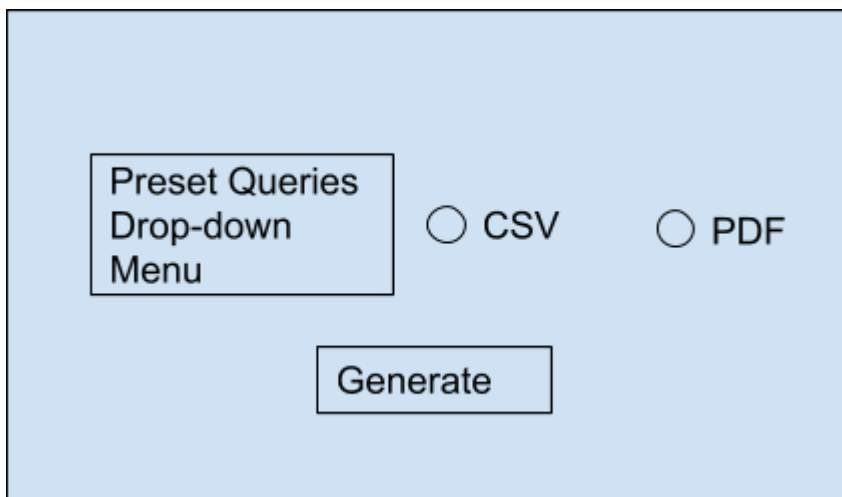 Preset Queries
Drop-down
Menu
CSV
PDF
Generate